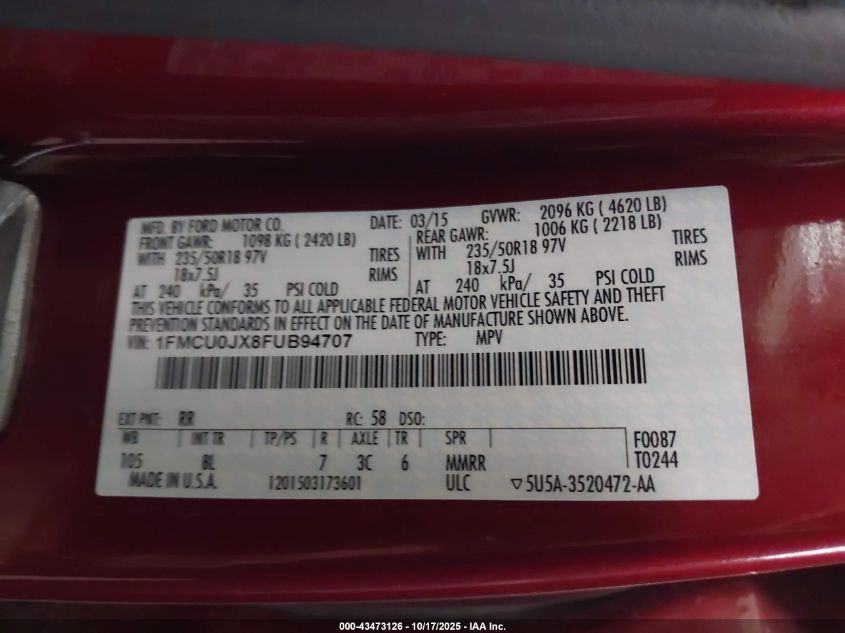 MFD. BY FORD MOTOR CO. DATE: 03/15 GVWR: 2096 KG ( 4620 LB)
FRONT GAWR: 1098 KG ( 2420 LB) REAR GAWR: 1006 KG ( 2218 LB)
WITH 235/50R18 97V TIRES WITH 235/50R18 97V TIRES
18x7.5J RIMS 18x7.5J RIMS
AT 240 kPa/ 35 PSI COLD AT 240 kPa/ 35 PSI COLD
THIS VEHICLE CONFORMS TO ALL APPLICABLE FEDERAL MOTOR VEHICLE SAFETY AND THEFT
PREVENTION STANDARDS IN EFFECT ON THE DATE OF MANUFACTURE SHOWN ABOVE.
VIN: 1FMCU0JX8FUB94707 TYPE: MPV
EXT PNT: RR RC: 58 DSO:
WB INT TR TP/PS R AXLE TR SPR F0087
105 8L 7 3C 6 MMRR T0244
MADE IN U.S.A. 1201503173601 ULC ▽5U5A-3520472-AA
000-43473126 - 10/17/2025 - IAA Inc.